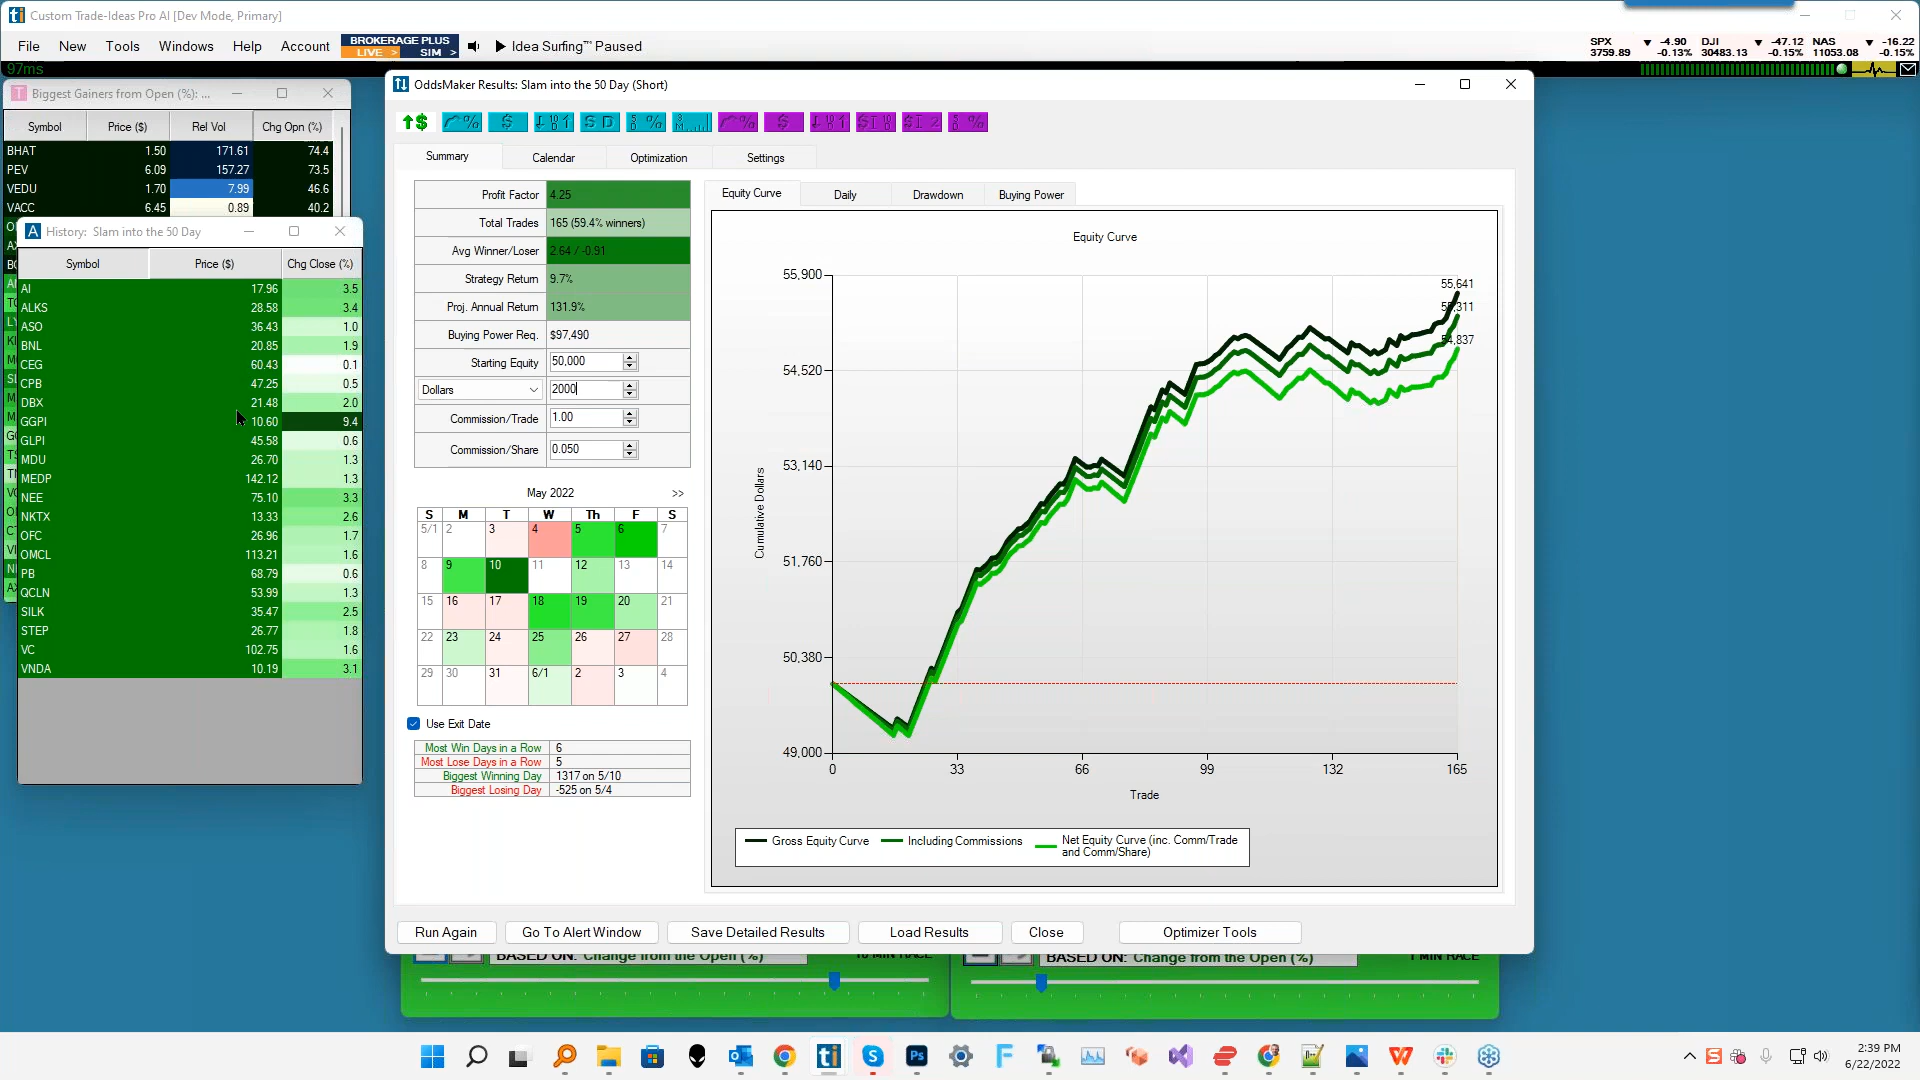 Custom Trade-Ideas Pro AI [Dev Mode, Primary]
File New Tools Windows Help Account BROKERAGE PLUS LIVE > SIM > Idea Surfing™ Paused
SPX 3759.89 -4.90 -0.13% DJI 30483.13 -47.12 -0.15% NAS 11053.08 -16.22 -0.15%
97ms
Biggest Gainers from Open (%): ...
Symbol Price ($) Rel Vol Chg Opn (%)
BHAT 1.50 171.61 74.4
PEV 6.09 157.27 73.5
VEDU 1.70 7.99 46.6
VACC 6.45 0.89 40.2
History: Slam into the 50 Day
Symbol Price ($) Chg Close (%)
AI 17.96 3.5
ALKS 28.58 3.4
ASO 36.43 1.0
BNL 20.85 1.9
CEG 60.43 0.1
CPB 47.25 0.5
DBX 21.48 2.0
GGPI 10.60 9.4
GLPI 45.58 0.6
MDU 26.70 1.3
MEDP 142.12 1.3
NEE 75.10 3.3
NKTX 13.33 2.6
OFC 26.96 1.7
OMCL 113.21 1.6
PB 68.79 0.6
QCLN 53.99 1.3
SILK 35.47 2.5
STEP 26.77 1.8
VC 102.75 1.6
VNDA 10.19 3.1
OddsMaker Results: Slam into the 50 Day (Short)
Summary Calendar Optimization Settings
Profit Factor 4.25
Total Trades 165 (59.4% winners)
Avg Winner/Loser 2.64 / -0.91
Strategy Return 9.7%
Proj. Annual Return 131.9%
Buying Power Req. $97,490
Starting Equity 50,000
Dollars 2000
Commission/Trade 1.00
Commission/Share 0.050
May 2022 >>
S M T W Th F S
5/1 2 3 4 5 6 7
8 9 10 11 12 13 14
15 16 17 18 19 20 21
22 23 24 25 26 27 28
29 30 31 6/1 2 3 4
Use Exit Date
Most Win Days in a Row 6
Most Lose Days in a Row 5
Biggest Winning Day 1317 on 5/10
Biggest Losing Day -525 on 5/4
Equity Curve Daily Drawdown Buying Power
Equity Curve
55,900
54,520
53,140
51,760
50,380
49,000
Cumulative Dollars
55,641
55,311
54,837
0 33 66 99 132 165
Trade
Gross Equity Curve Including Commissions Net Equity Curve (inc. Comm/Trade
and Comm/Share)
Run Again Go To Alert Window Save Detailed Results Load Results Close Optimizer Tools
BASED ON: Change from the Open (%) 10 MIN RACE
BASED ON: Change from the Open (%) 1 MIN RACE
2:39 PM
6/22/2022